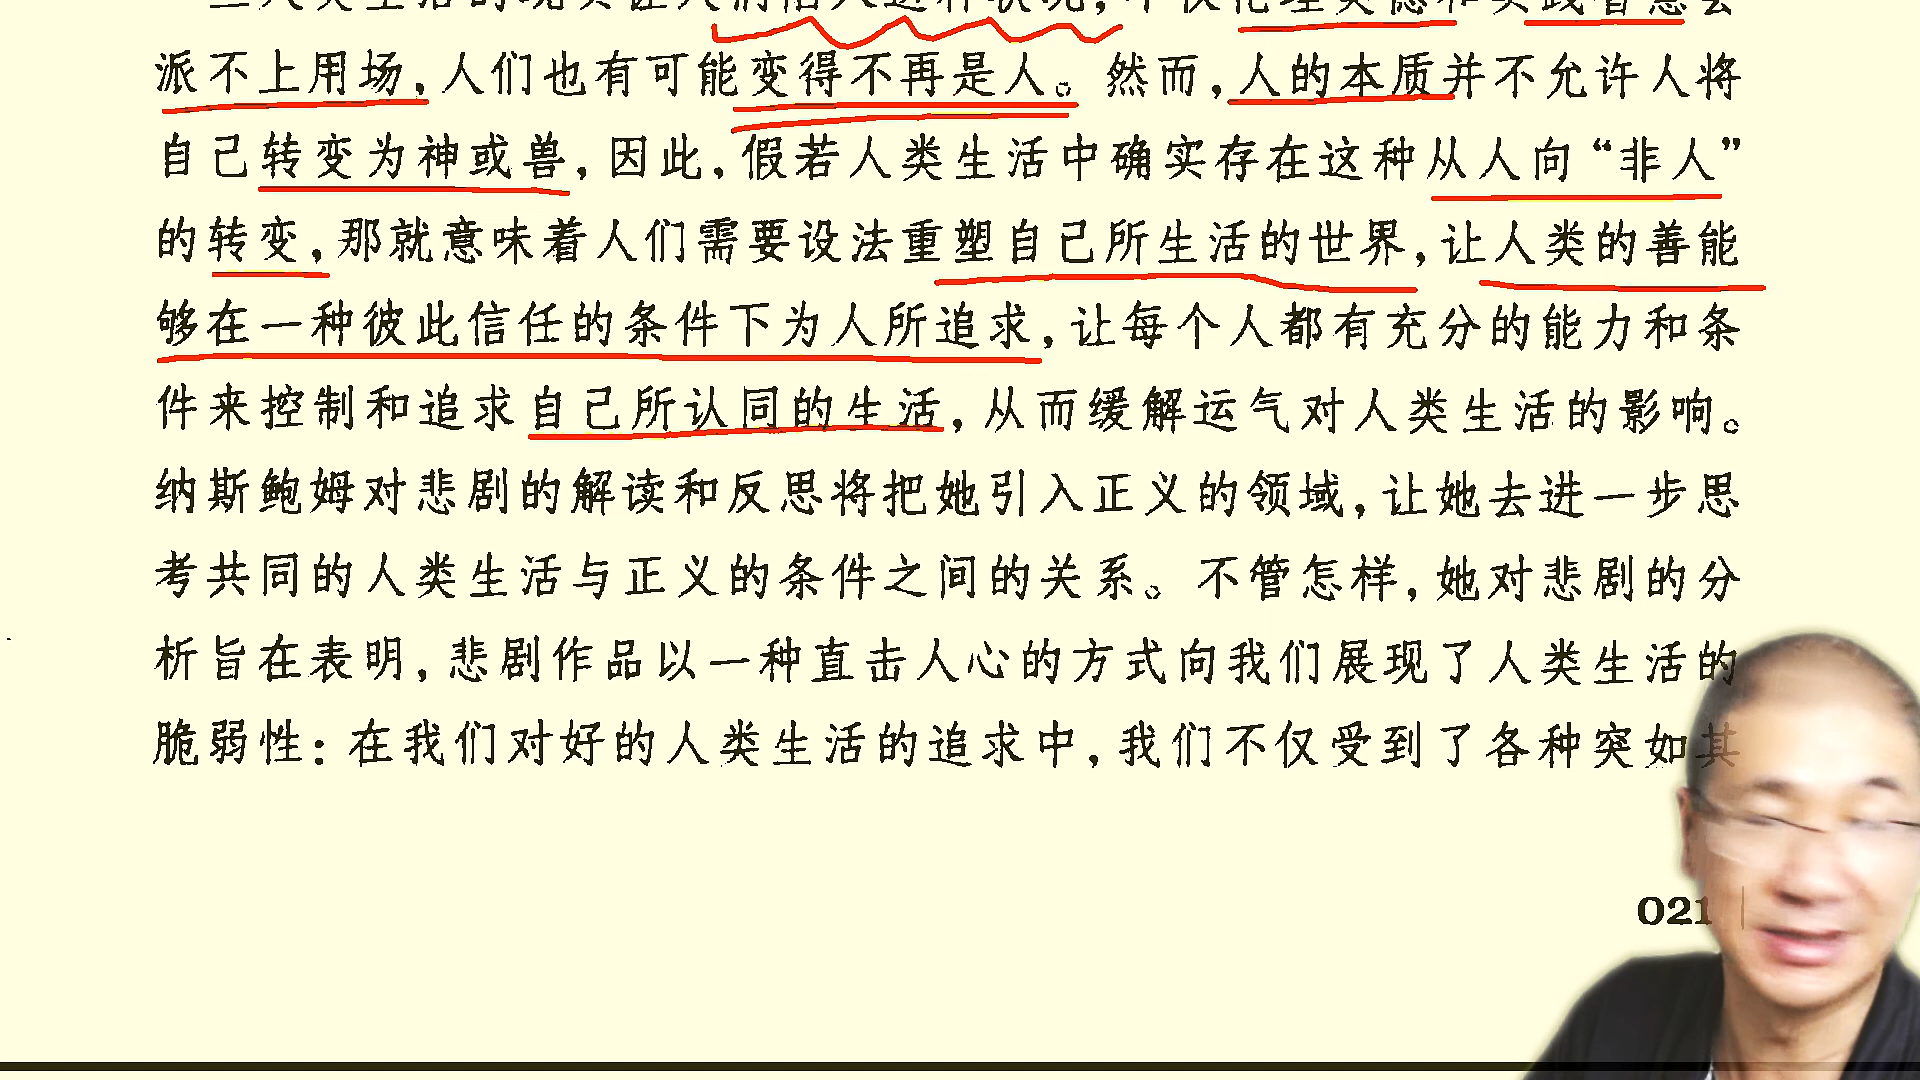 派不上用场，人们也有可能变得不再是人。然而，人的本质并不允许人将
自己转变为神或兽，因此，假若人类生活中确实存在这种从人向“非人”
的转变，那就意味着人们需要设法重塑自己所生活的世界，让人类的善能
够在一种彼此信任的条件下为人所追求，让每个人都有充分的能力和条
件来控制和追求自己所认同的生活，从而缓解运气对人类生活的影响。
纳斯鲍姆对悲剧的解读和反思将把她引入正义的领域，让她去进一步思
考共同的人类生活与正义的条件之间的关系。不管怎样，她对悲剧的分
析旨在表明，悲剧作品以一种直击人心的方式向我们展现了人类生活的
脆弱性：在我们对好的人类生活的追求中，我们不仅受到了各种突如其
021